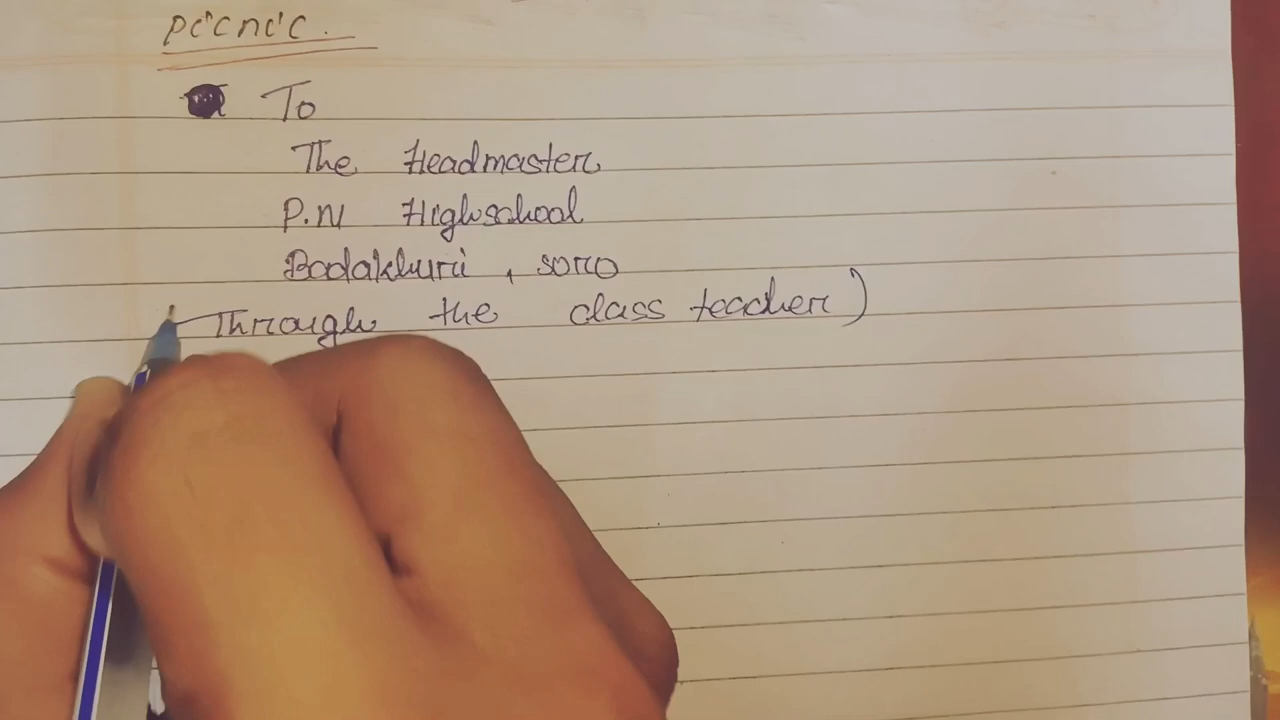 picnic.
To
The Headmaster
P.N Highschool
Badakhuri , soro
Through the class teacher)